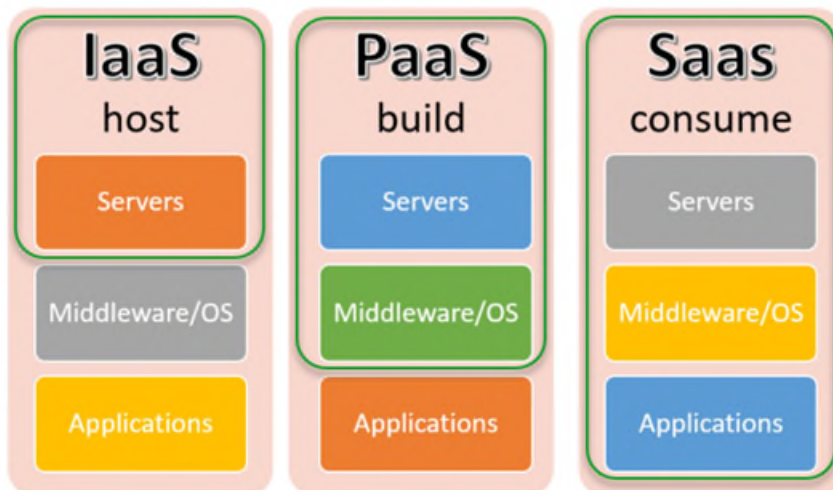 IaaS
host
Servers
Middleware/OS
Applications
PaaS
build
Servers
Middleware/OS
Applications
Saas
consume
Servers
Middleware/OS
Applications